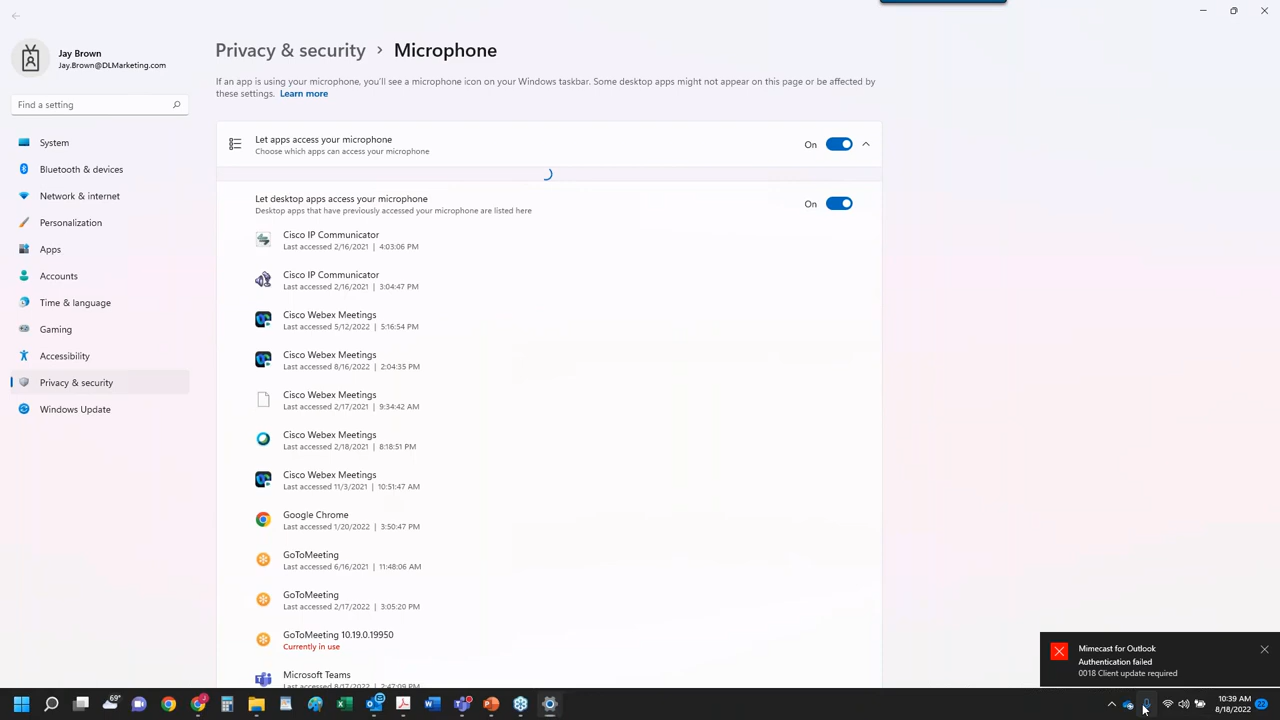 Jay Brown
Jay.Brown@DLMarketing.com
Find a setting
System
Bluetooth & devices
Network & internet
Personalization
Apps
Accounts
Time & language
Gaming
Accessibility
Privacy & security
Windows Update
Privacy & security > Microphone
If an app is using your microphone, you'll see a microphone icon on your Windows taskbar. Some desktop apps might not appear on this page or be affected by
these settings. Learn more
Let apps access your microphone
Choose which apps can access your microphone
On
Let desktop apps access your microphone
Desktop apps that have previously accessed your microphone are listed here
On
Cisco IP Communicator
Last accessed 2/16/2021 | 4:03:06 PM
Cisco IP Communicator
Last accessed 2/16/2021 | 3:04:47 PM
Cisco Webex Meetings
Last accessed 5/12/2022 | 5:16:54 PM
Cisco Webex Meetings
Last accessed 8/16/2022 | 2:04:35 PM
Cisco Webex Meetings
Last accessed 2/17/2021 | 9:34:42 AM
Cisco Webex Meetings
Last accessed 2/18/2021 | 8:18:51 PM
Cisco Webex Meetings
Last accessed 11/3/2021 | 10:51:47 AM
Google Chrome
Last accessed 1/20/2022 | 3:50:47 PM
GoToMeeting
Last accessed 6/16/2021 | 11:48:06 AM
GoToMeeting
Last accessed 2/17/2022 | 3:05:20 PM
GoToMeeting 10.19.0.19950
Currently in use
Microsoft Teams
Last accessed 8/17/2022 | 2:47:09 PM
Mimecast for Outlook
Authentication failed
0018 Client update required
69°
10:39 AM
8/18/2022
22